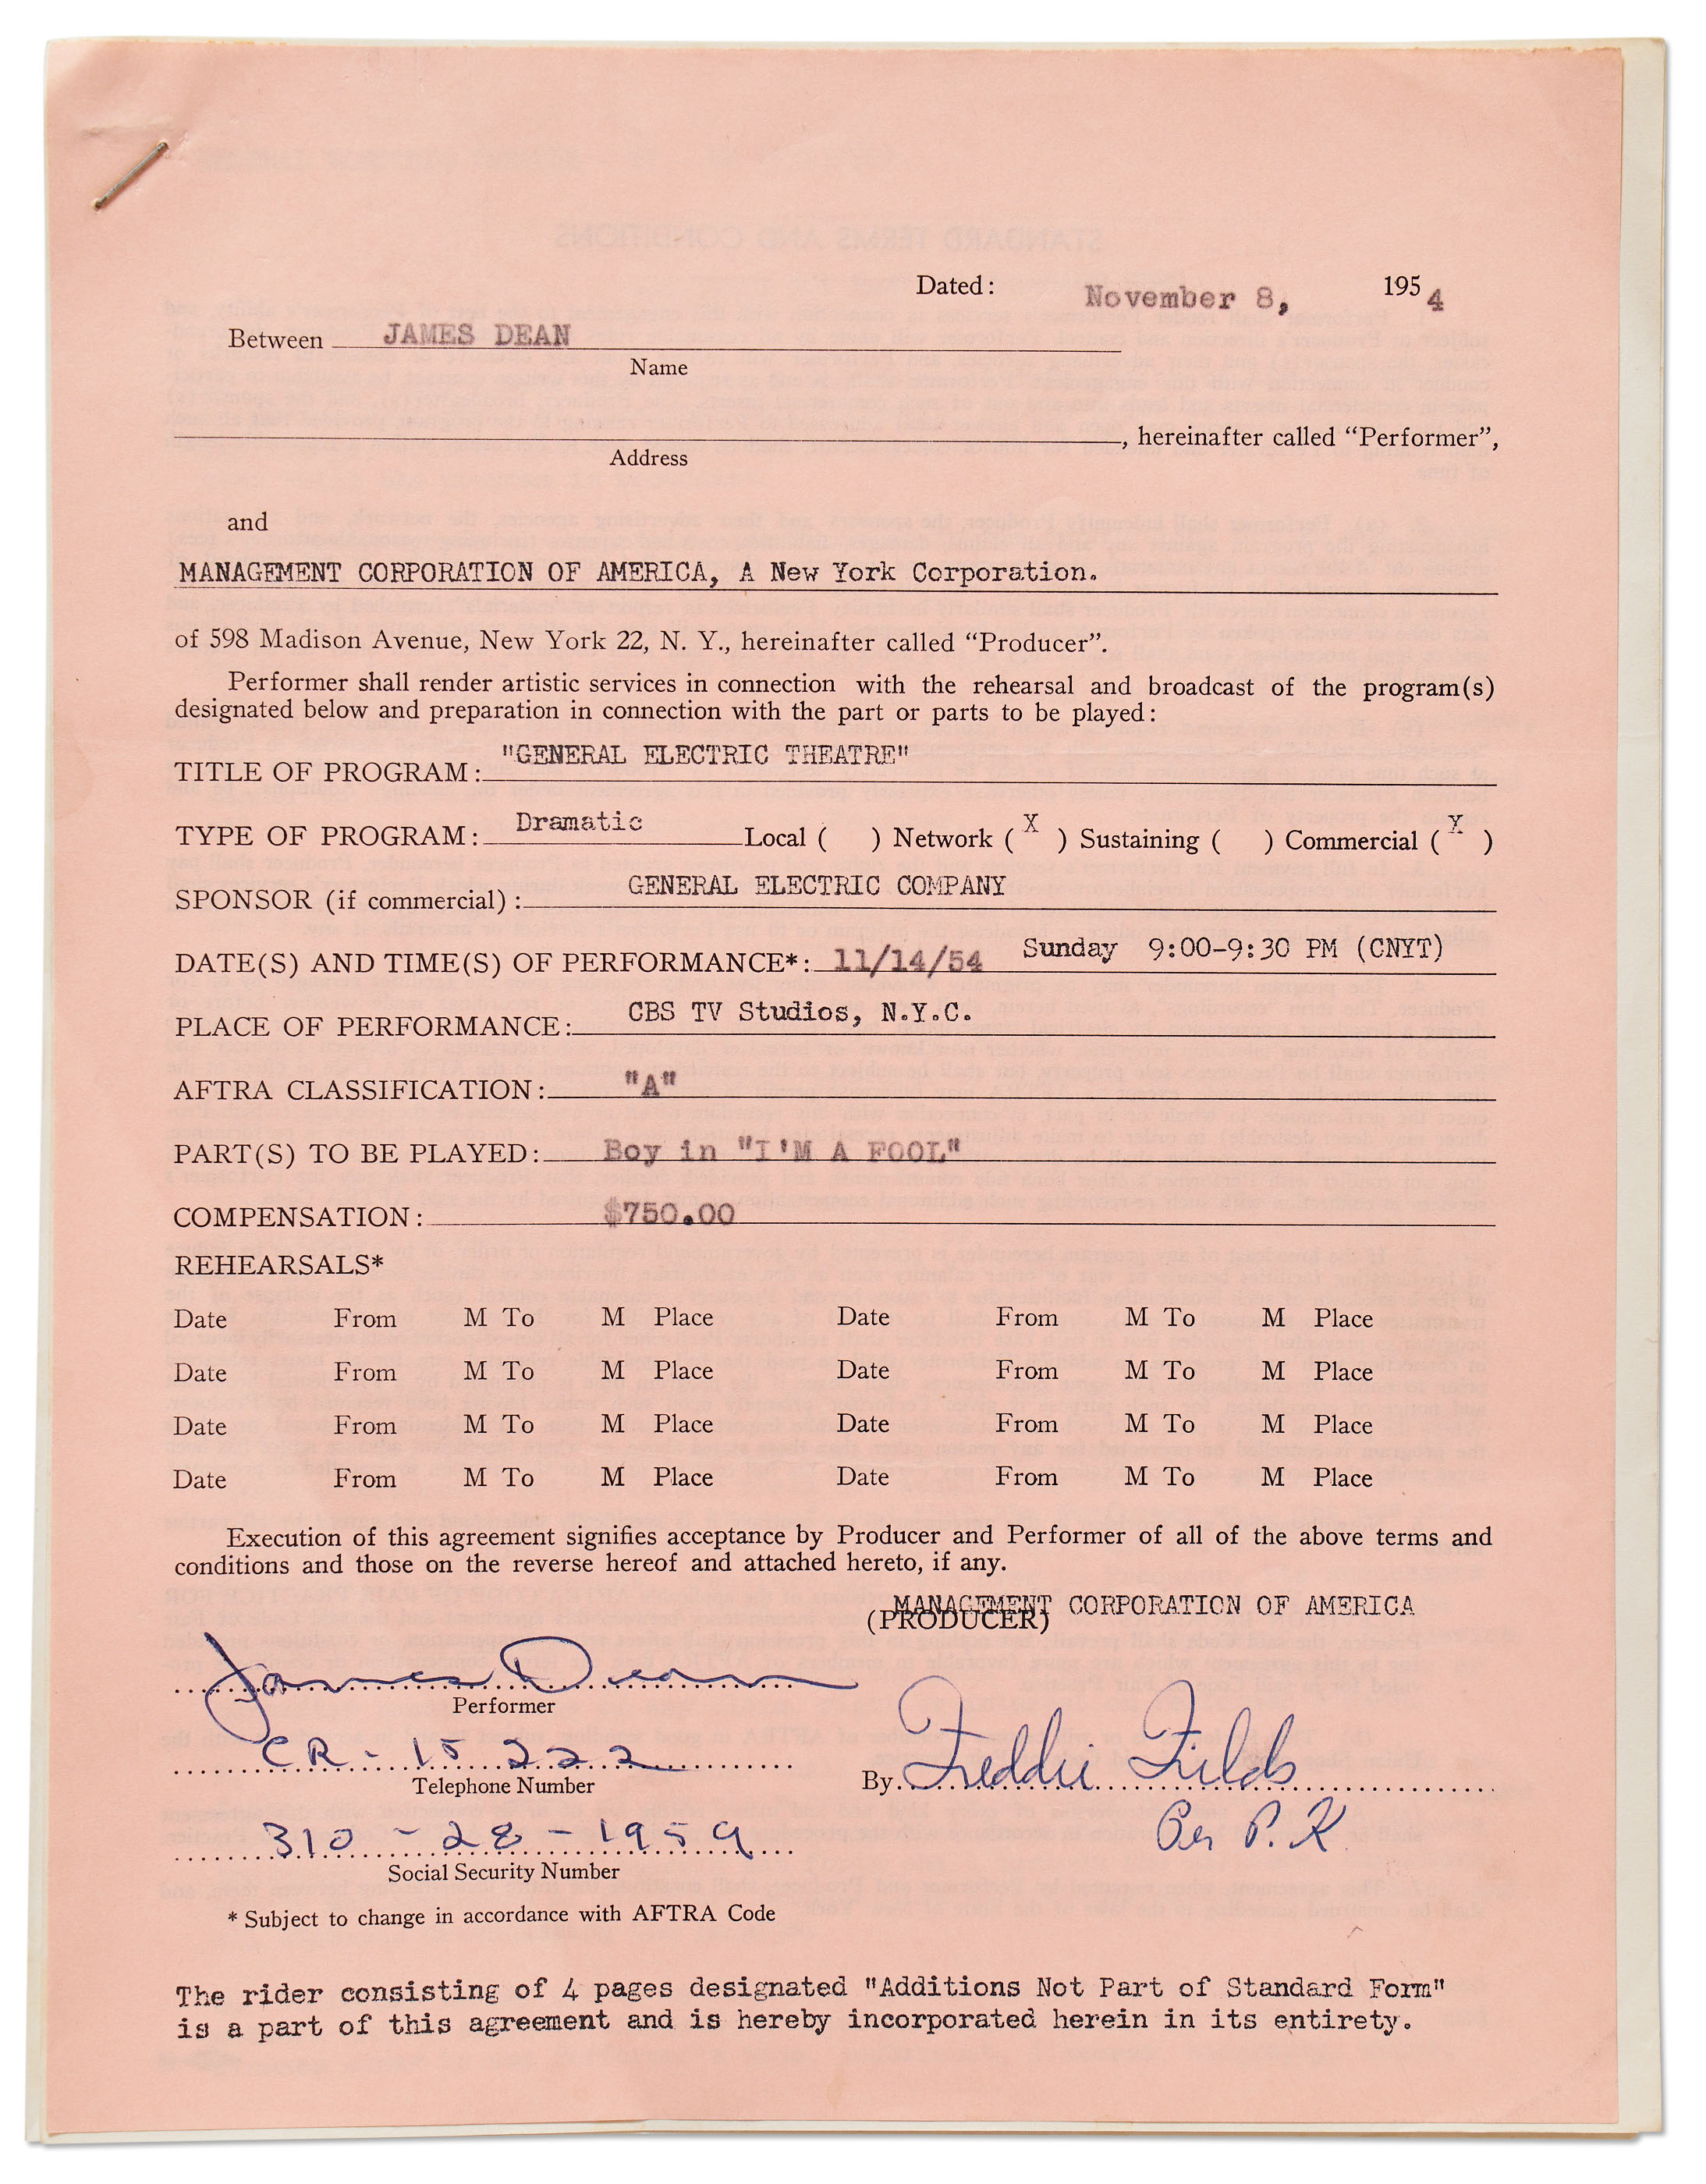 Dated: November 8, 1954
Between JAMES DEAN
Name
, hereinafter called “Performer”,
Address
and
MANAGEMENT CORPORATION OF AMERICA, A New York Corporation.
of 598 Madison Avenue, New York 22, N. Y., hereinafter called “Producer”.
Performer shall render artistic services in connection with the rehearsal and broadcast of the program(s)
designated below and preparation in connection with the part or parts to be played:
TITLE OF PROGRAM: "GENERAL ELECTRIC THEATRE"
TYPE OF PROGRAM: Dramatic Local ( ) Network ( X ) Sustaining ( ) Commercial ( X )
SPONSOR (if commercial): GENERAL ELECTRIC COMPANY
DATE(S) AND TIME(S) OF PERFORMANCE*: 11/14/54 Sunday 9:00-9:30 PM (CNYT)
PLACE OF PERFORMANCE: CBS TV Studios, N.Y.C.
AFTRA CLASSIFICATION: "A"
PART(S) TO BE PLAYED: Boy in "I'M A FOOL"
COMPENSATION: $750.00
REHEARSALS*
Date From M To M Place Date From M To M Place
Date From M To M Place Date From M To M Place
Date From M To M Place Date From M To M Place
Date From M To M Place Date From M To M Place
Execution of this agreement signifies acceptance by Producer and Performer of all of the above terms and
conditions and those on the reverse hereof and attached hereto, if any.
MANAGEMENT CORPORATION OF AMERICA
(PRODUCER)
James Dean
Performer
CR-15222
Telephone Number
By Freddie Fields
Per P.K
310-28-1959
Social Security Number
* Subject to change in accordance with AFTRA Code
The rider consisting of 4 pages designated "Additions Not Part of Standard Form"
is a part of this agreement and is hereby incorporated herein in its entirety.